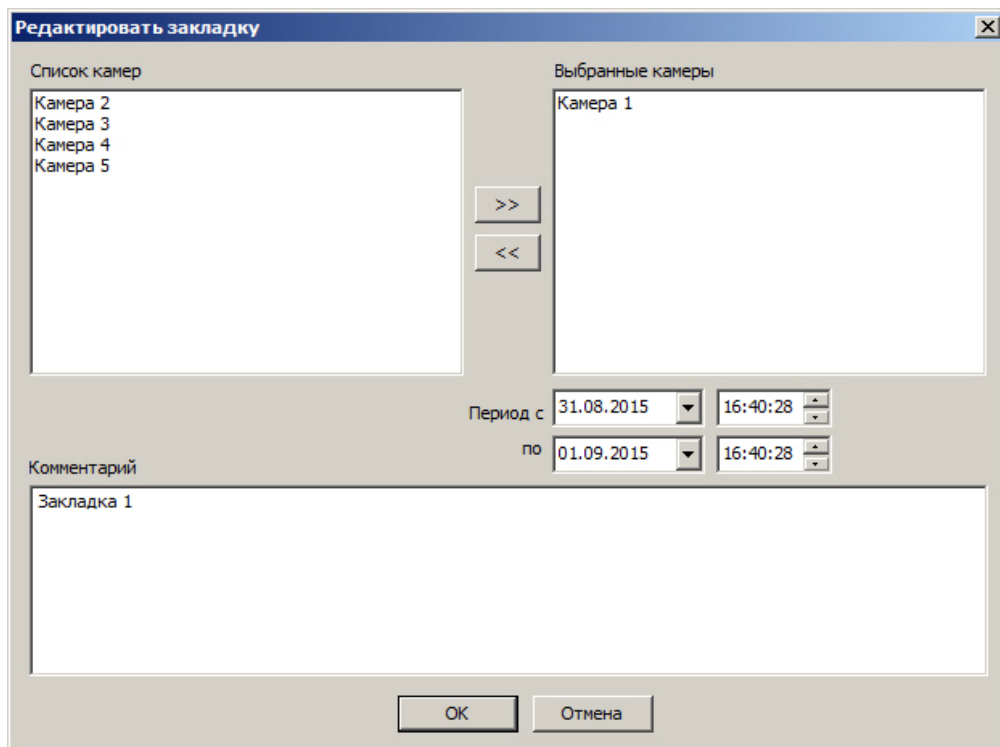 Редактировать закладку
Список камер
Выбранные камеры
Камера 2
Камера 3
Камера 4
Камера 5
Камера 1
>>
<<
Период с 31.08.2015 16:40:28
по 01.09.2015 16:40:28
Комментарий
Закладка 1
OK
Отмена